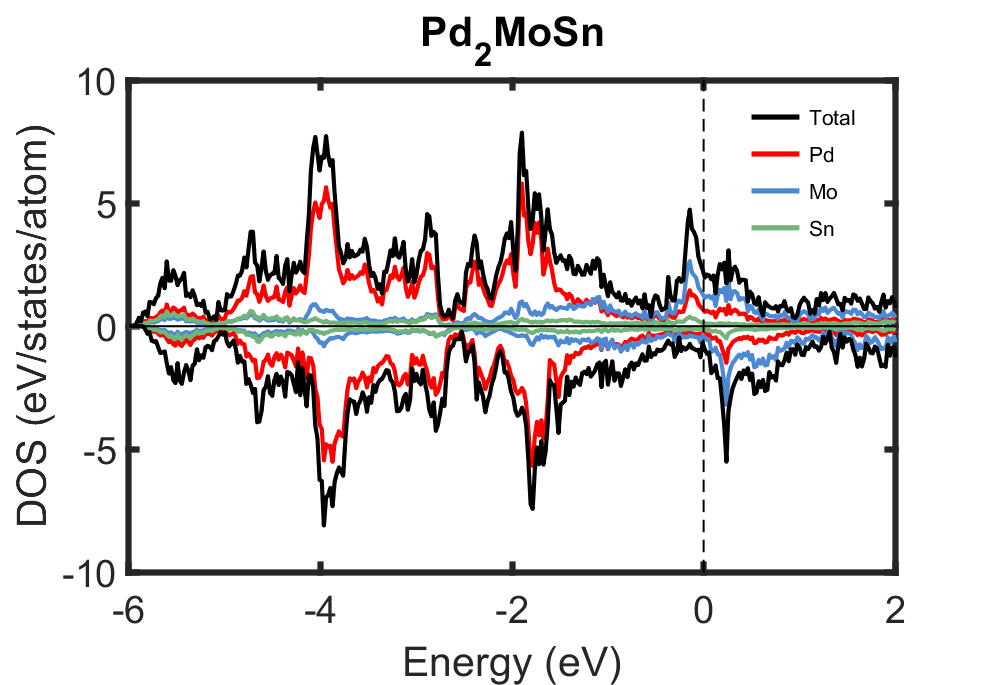 Pd₂MoSn
DOS (eV/states/atom)
10
5
0
-5
-10
Total
Pd
Mo
Sn
-6 -4 -2 0 2
Energy (eV)